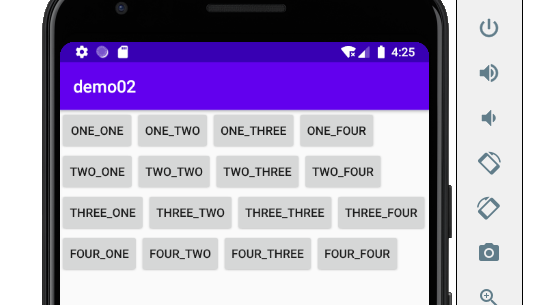 4:25
demo02
ONE_ONE ONE_TWO ONE_THREE ONE_FOUR
TWO_ONE TWO_TWO TWO_THREE TWO_FOUR
THREE_ONE THREE_TWO THREE_THREE THREE_FOUR
FOUR_ONE FOUR_TWO FOUR_THREE FOUR_FOUR